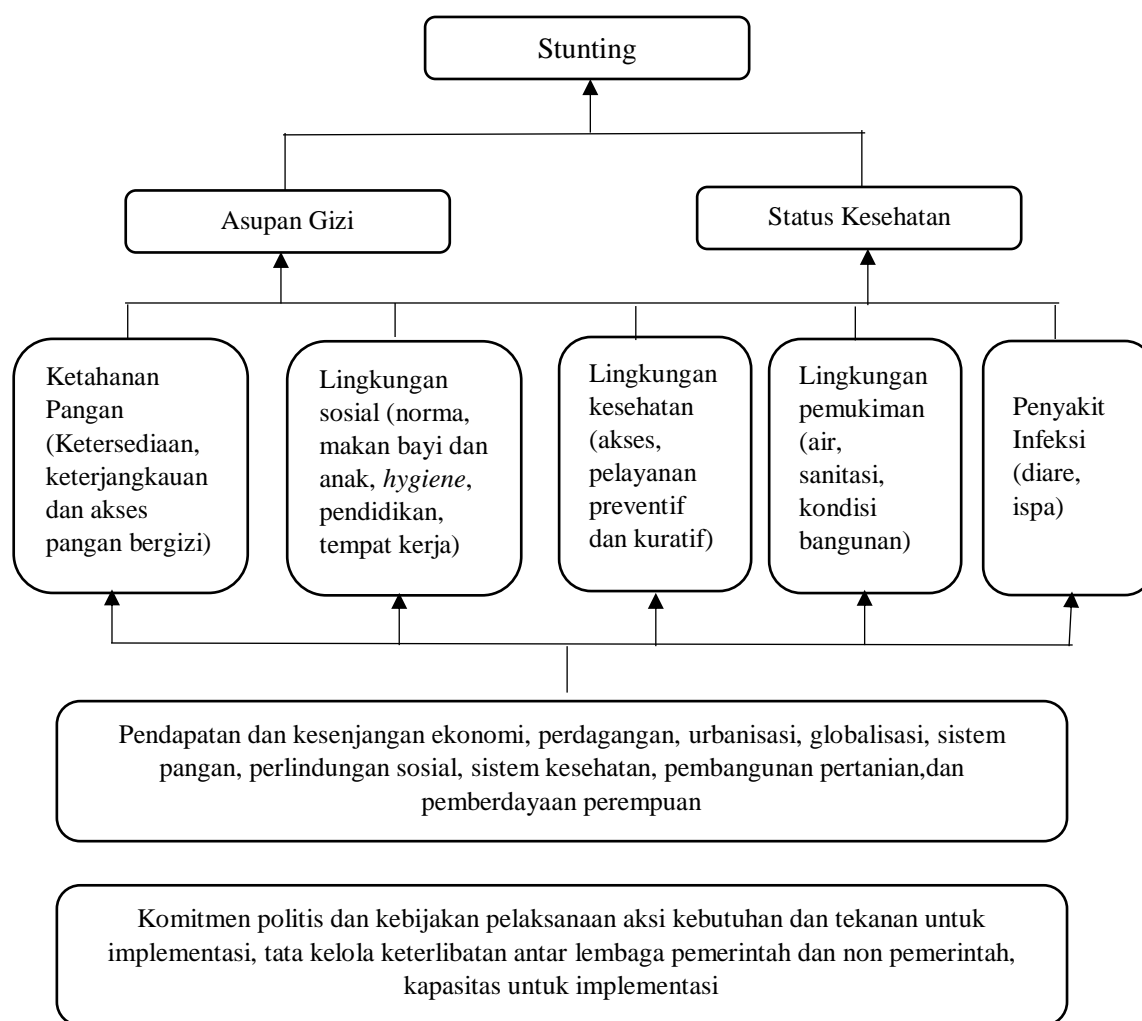 Stunting
Asupan Gizi
Status Kesehatan
Ketahanan
Pangan
(Ketersediaan,
keterjangkauan
dan akses
pangan bergizi)
Lingkungan
sosial (norma,
makan bayi dan
anak, hygiene,
pendidikan,
tempat kerja)
Lingkungan
kesehatan
(akses,
pelayanan
preventif
dan kuratif)
Lingkungan
pemukiman
(air,
sanitasi,
kondisi
bangunan)
Penyakit
Infeksi
(diare,
ispa)
Pendapatan dan kesenjangan ekonomi, perdagangan, urbanisasi, globalisasi, sistem
pangan, perlindungan sosial, sistem kesehatan, pembangunan pertanian,dan
pemberdayaan perempuan
Komitmen politis dan kebijakan pelaksanaan aksi kebutuhan dan tekanan untuk
implementasi, tata kelola keterlibatan antar lembaga pemerintah dan non pemerintah,
kapasitas untuk implementasi